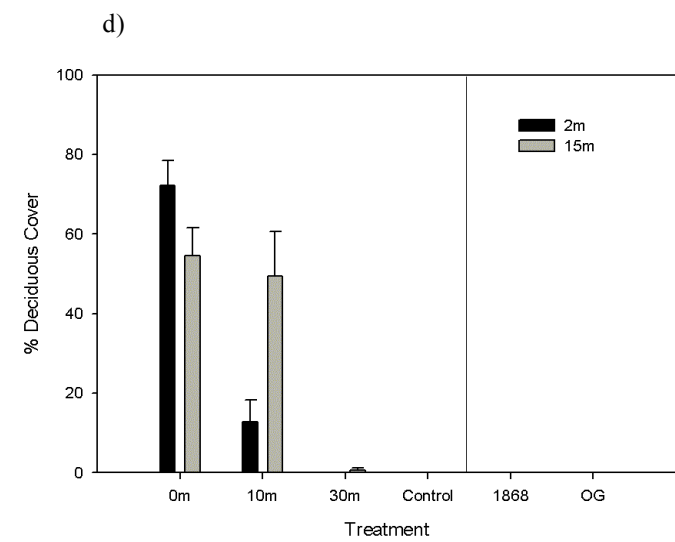 d)
100
2m
15m
80
60
40
20
0
% Deciduous Cover
0m 10m 30m Control 1868 OG
Treatment